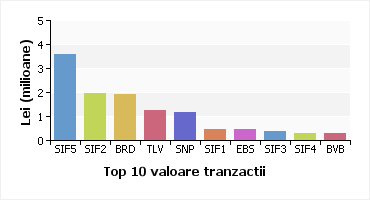 Lei (milioane)
5
4
3
2
1
0
SIF5 SIF2 BRD TLV SNP SIF1 EBS SIF3 SIF4 BVB
Top 10 valoare tranzactii